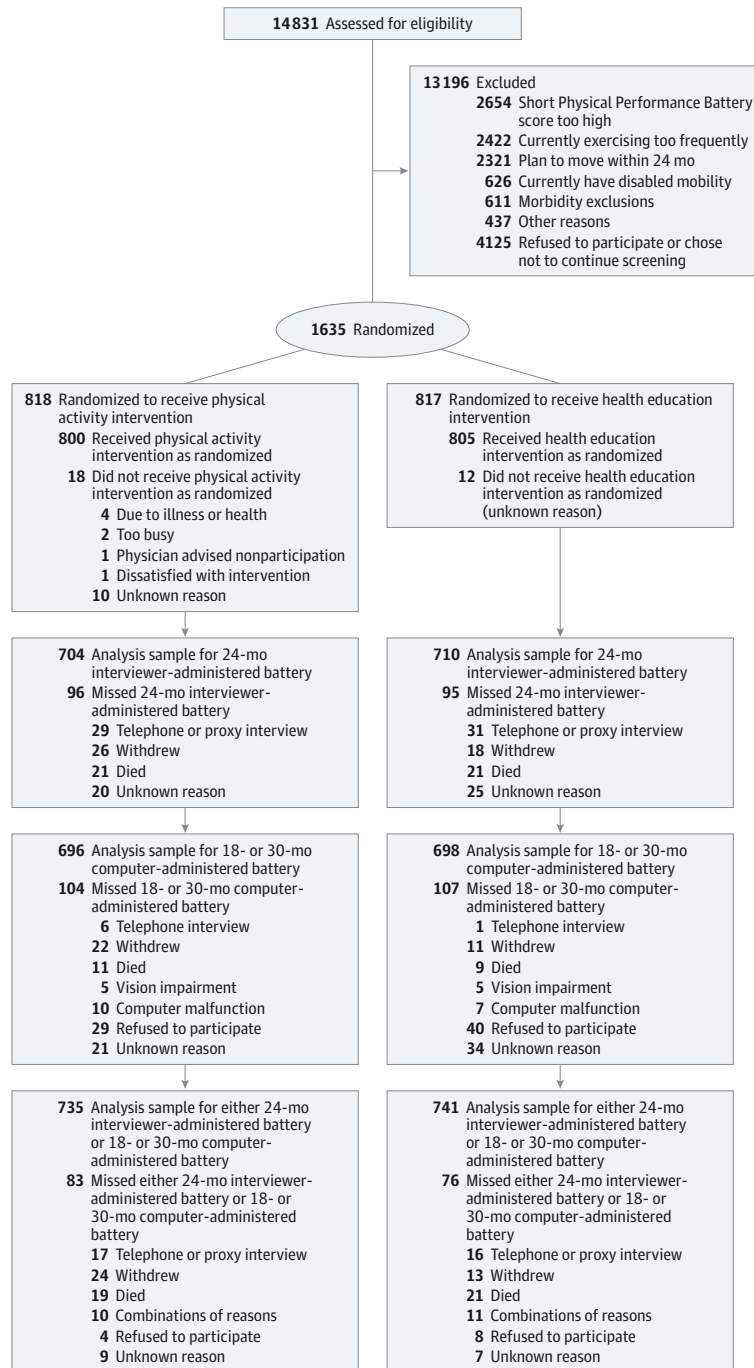 14831 Assessed for eligibility
13196 Excluded
2654 Short Physical Performance Battery
score too high
2422 Currently exercising too frequently
2321 Plan to move within 24 mo
626 Currently have disabled mobility
611 Morbidity exclusions
437 Other reasons
4125 Refused to participate or chose
not to continue screening
1635 Randomized
818 Randomized to receive physical
activity intervention
800 Received physical activity
intervention as randomized
18 Did not receive physical activity
intervention as randomized
4 Due to illness or health
2 Too busy
1 Physician advised nonparticipation
1 Dissatisfied with intervention
10 Unknown reason
817 Randomized to receive health education
intervention
805 Received health education
intervention as randomized
12 Did not receive health education
intervention as randomized
(unknown reason)
704 Analysis sample for 24-mo
interviewer-administered battery
96 Missed 24-mo interviewer-
administered battery
29 Telephone or proxy interview
26 Withdrew
21 Died
20 Unknown reason
710 Analysis sample for 24-mo
interviewer-administered battery
95 Missed 24-mo interviewer-
administered battery
31 Telephone or proxy interview
18 Withdrew
21 Died
25 Unknown reason
696 Analysis sample for 18- or 30-mo
computer-administered battery
104 Missed 18- or 30-mo computer-
administered battery
6 Telephone interview
22 Withdrew
11 Died
5 Vision impairment
10 Computer malfunction
29 Refused to participate
21 Unknown reason
698 Analysis sample for 18- or 30-mo
computer-administered battery
107 Missed 18- or 30-mo computer-
administered battery
1 Telephone interview
11 Withdrew
9 Died
5 Vision impairment
7 Computer malfunction
40 Refused to participate
34 Unknown reason
735 Analysis sample for either 24-mo
interviewer-administered battery
or 18- or 30-mo computer-
administered battery
83 Missed either 24-mo interviewer-
administered battery or 18- or
30-mo computer-administered
battery
17 Telephone or proxy interview
24 Withdrew
19 Died
10 Combinations of reasons
4 Refused to participate
9 Unknown reason
741 Analysis sample for either 24-mo
interviewer-administered battery
or 18- or 30-mo computer-
administered battery
76 Missed either 24-mo interviewer-
administered battery or 18- or
30-mo computer-administered
battery
16 Telephone or proxy interview
13 Withdrew
21 Died
11 Combinations of reasons
8 Refused to participate
7 Unknown reason